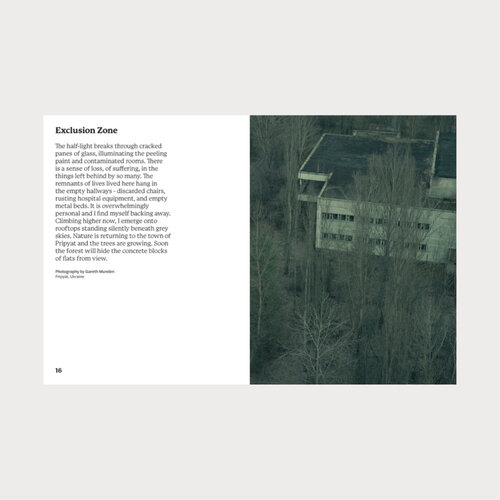 Exclusion Zone
The half-light breaks through cracked
panes of glass, illuminating the peeling
paint and contaminated rooms. There
is a sense of loss, of suffering, in the
things left behind by so many. The
remnants of lives lived here hang in
the empty hallways - discarded chairs,
rusting hospital equipment, and empty
metal beds. It is overwhelmingly
personal and I find myself backing away.
Climbing higher now, I emerge onto
rooftops standing silently beneath grey
skies. Nature is returning to the town of
Pripyat and the trees are growing. Soon
the forest will hide the concrete blocks
of flats from view.
Photography by Gareth Munden
Pripyat, Ukraine
16